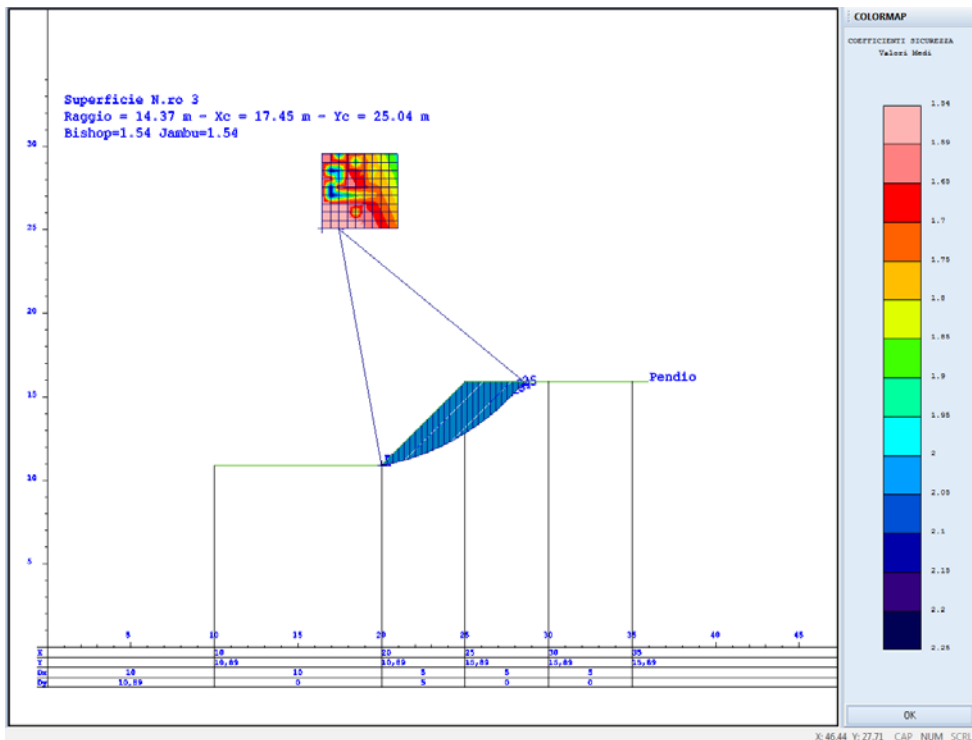 COLORMAP
COEFFICIENTI SICUREZZA
Valori Medi
Superficie N.ro 3
Raggio = 14.37 m - Xc = 17.45 m - Yc = 25.04 m
Bishop=1.54 Jambu=1.54
30
25
20
15
10
5
Pendio
25
5 10 15 20 25 30 35 40 45
X 10 20 25 30 35
Y 10,89 10,89 15,89 15,89 15,89
Dx 10 10 5 5 5
Dy 10,89 0 5 0 0
1.54
1.59
1.65
1.7
1.75
1.8
1.85
1.9
1.95
2
2.05
2.1
2.15
2.2
2.25
OK
X: 46.44 Y: 27.71 CAP NUM SCRL